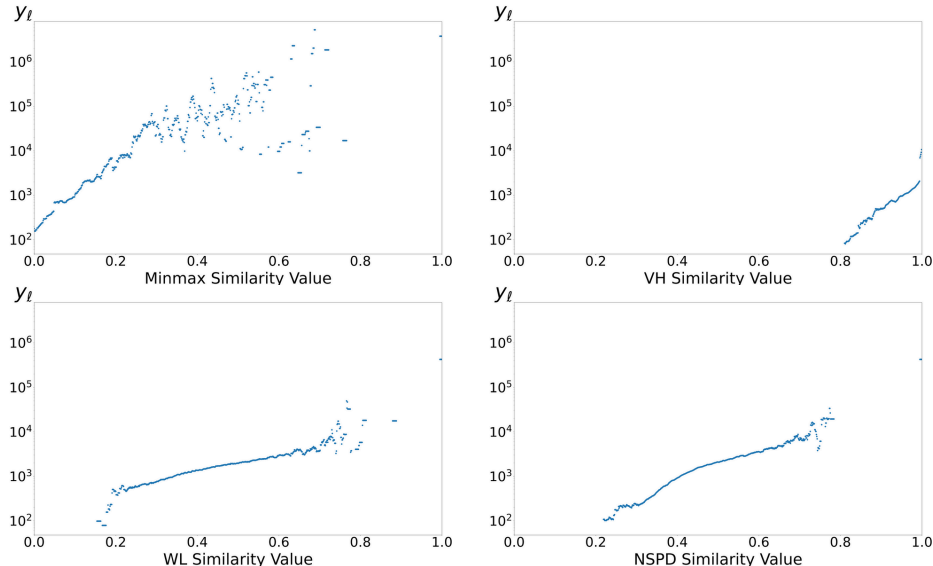 yℓ
10⁶
10⁵
10⁴
10³
10²
0.0 0.2 0.4 0.6 0.8 1.0
Minmax Similarity Value
yℓ
10⁶
10⁵
10⁴
10³
10²
0.0 0.2 0.4 0.6 0.8 1.0
VH Similarity Value
yℓ
10⁶
10⁵
10⁴
10³
10²
0.0 0.2 0.4 0.6 0.8 1.0
WL Similarity Value
yℓ
10⁶
10⁵
10⁴
10³
10²
0.0 0.2 0.4 0.6 0.8 1.0
NSPD Similarity Value